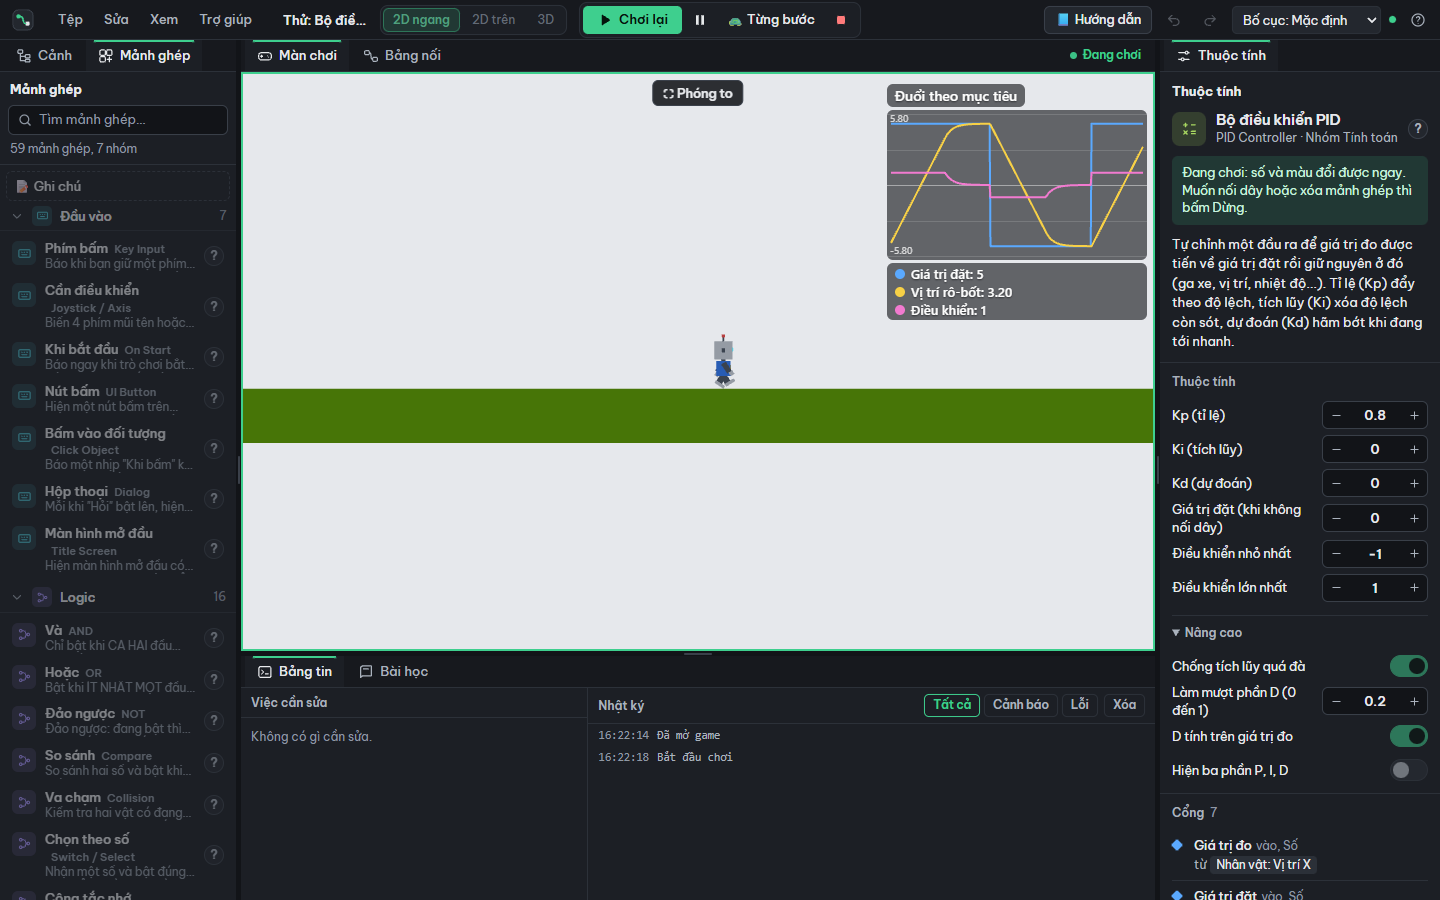 Tệp
Sửa
Xem
Trợ giúp
Thử: Bộ điề...
2D ngang
2D trên
3D
Chơi lại
Từng bước
Hướng dẫn
Bố cục: Mặc định
Cảnh
Mảnh ghép
Màn chơi
Bảng nối
Đang chơi
Thuộc tính
Mảnh ghép
Tìm mảnh ghép...
59 mảnh ghép, 7 nhóm
Ghi chú
Đầu vào 7
Phím bấm Key Input
Báo khi bạn giữ một phím...
Cần điều khiển
Joystick / Axis
Biến 4 phím mũi tên hoặc...
Khi bắt đầu On Start
Báo ngay khi trò chơi bắt...
Nút bấm UI Button
Hiện một nút bấm trên...
Bấm vào đối tượng
Click Object
Báo một nhịp "Khi bấm" k...
Hộp thoại Dialog
Mỗi khi "Hỏi" bật lên, hiện...
Màn hình mở đầu
Title Screen
Hiện màn hình mở đầu có...
Logic 16
Và AND
Chỉ bật khi CẢ HAI đầu...
Hoặc OR
Bật khi ÍT NHẤT MỘT đầu...
Đảo ngược NOT
Đảo ngược: đang bật thì...
So sánh Compare
So sánh hai số và bật khi...
Va chạm Collision
Kiểm tra hai vật có đang...
Chọn theo số
Switch / Select
Nhận một số và bật đúng...
Công tắc nhớ
Phóng to
Đuổi theo mục tiêu
5.80
-5.80
Giá trị đặt: 5
Vị trí rô-bốt: 3.20
Điều khiển: 1
Bảng tin
Bài học
Việc cần sửa
Không có gì cần sửa.
Nhật ký
Tất cả
Cảnh báo
Lỗi
Xóa
16:22:14 Đã mở game
16:22:18 Bắt đầu chơi
Thuộc tính
Bộ điều khiển PID
PID Controller · Nhóm Tính toán
?
Đang chơi: số và màu đổi được ngay.
Muốn nối dây hoặc xóa mảnh ghép thì
bấm Dừng.
Tự chỉnh một đầu ra để giá trị đo được
tiến về giá trị đặt rồi giữ nguyên ở đó
(ga xe, vị trí, nhiệt độ...). Tỉ lệ (Kp) đẩy
theo độ lệch, tích lũy (Ki) xóa độ lệch
còn sót, dự đoán (Kd) hãm bớt khi đang
tới nhanh.
Thuộc tính
Kp (tỉ lệ) − 0.8 +
Ki (tích lũy) − 0 +
Kd (dự đoán) − 0 +
Giá trị đặt (khi không
nối dây) − 0 +
Điều khiển nhỏ nhất − -1 +
Điều khiển lớn nhất − 1 +
▼ Nâng cao
Chống tích lũy quá đà
Làm mượt phần D (0
đến 1) − 0.2 +
D tính trên giá trị đo
Hiện ba phần P, I, D
Cổng 7
Giá trị đo vào, Số
từ Nhân vật: Vị trí X
Giá trị đặt vào, Số